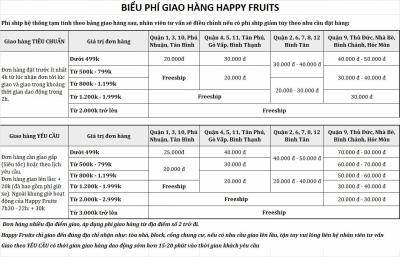 BIỂU PHÍ GIAO HÀNG HAPPY FRUITS
Phí ship hệ thống tạm tính theo bảng giao hàng sau, nhân viên tư vấn sẽ điều chỉnh nếu có phí ship giảm tùy theo nhu cầu đặt hàng:
Giao hàng TIÊU CHUẨN
Giá trị đơn hàng
Quận 1, 3, 10, Phú Nhuận, Tân Bình
Quận 4, 5, 11, Tân Phú, Gò Vấp, Bình Thạnh
Quận 2, 6, 7, 8, 12 Bình Tân
Quận 9, Thủ Đức, Nhà Bè, Bình Chánh, Hóc Môn
Đơn hàng đặt trước ít nhất 4h từ lúc nhận đơn tới lúc giao và giao trong khoảng thời gian dao động trong 2h.
Dưới 499k
20.000đ
30.000đ
30.000 đ - 40.000 đ
40.000 đ - 50.000 đ
Từ 500k - 799k
Freeship
20.000 đ
30.000 đ - 40.000 đ
Từ 800k - 1.199k
20.000 đ - 30.000 đ
Từ 1.200k - 1.999k
Freeship
30.000 đ
Từ 2.000k trở lên
Freeship
Giao hàng YÊU CẦU
Giá trị đơn hàng
Quận 1, 3, 10, Phú Nhuận, Tân Bình
Quận 4, 5, 11, Tân Phú, Gò Vấp, Bình Thạnh
Quận 2, 6, 7, 8, 12 Bình Tân
Quận 9, Thủ Đức, Nhà Bè, Bình Chánh, Hóc Môn
Đơn hàng cần giao gấp (siêu tốc) hoặc theo lịch yêu cầu.
Đơn hàng giao lên lầu: + 20k (đã bao gồm phí giữ xe). Ngoài khung giờ hoạt động của Happy Fruits 7h30 - 22h: + 30k
Dưới 499k
25.000đ
40.000 đ
40.000 đ - 50.000 đ
70.000 đ - 80.000 đ
Từ 500k - 799k
20.000 đ
30.000 đ
60.000 đ - 70.000 đ
Từ 800k - 1.199k
20.000 đ
50.000 đ - 60.000 đ
Từ 1.200k - 1.999k
Freeship
20.000 đ - 40.000 đ
30.000 đ - 40.000 đ
Từ 2.000k - 2.999k
Freeship
20.000 đ
Từ 3.000k trở lên
Freeship
Đơn hàng nhiều địa điểm giao, áp dụng phí giao hàng từ địa điểm số 2 trở đi.
Happy Fruits chỉ giao đến đúng địa chỉ nhận như: tòa nhà, block, cổng chung cư, nếu có nhu cầu giao lên lầu, tận tay vui lòng liên hệ nhân viên tư vấn
Giao theo YÊU CẦU có thời gian giao hàng dao động sớm hơn 15-20 phút vào thời gian khách yêu cầu